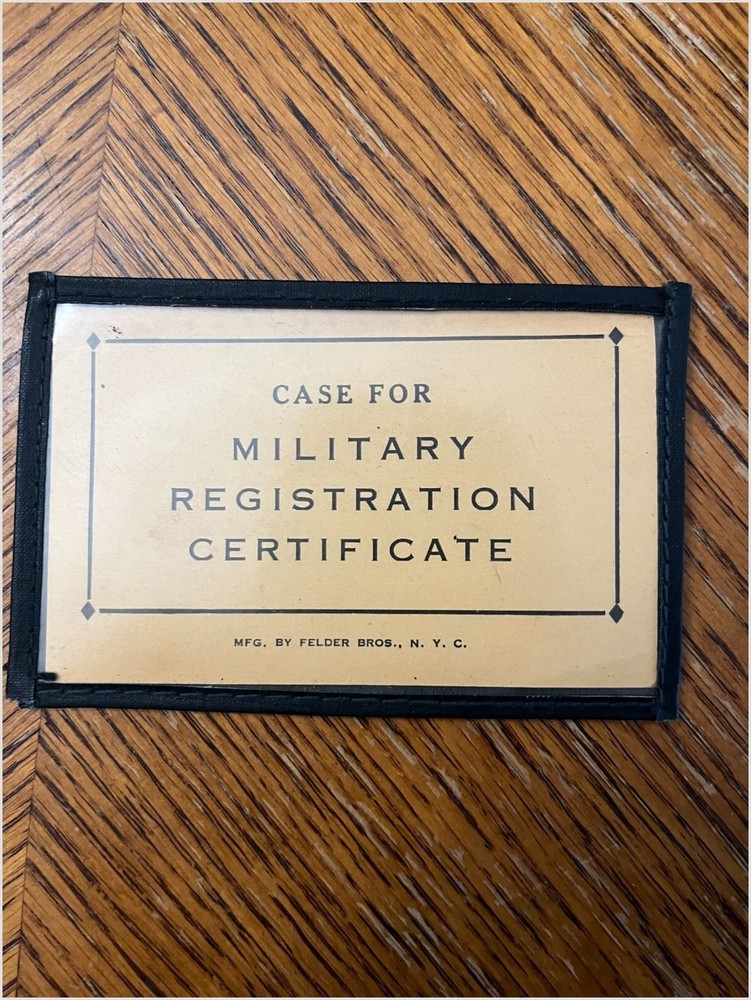 CASE FOR
MILITARY
REGISTRATION
CERTIFICATE
MFG. BY FELDER BROS., N. Y. C.